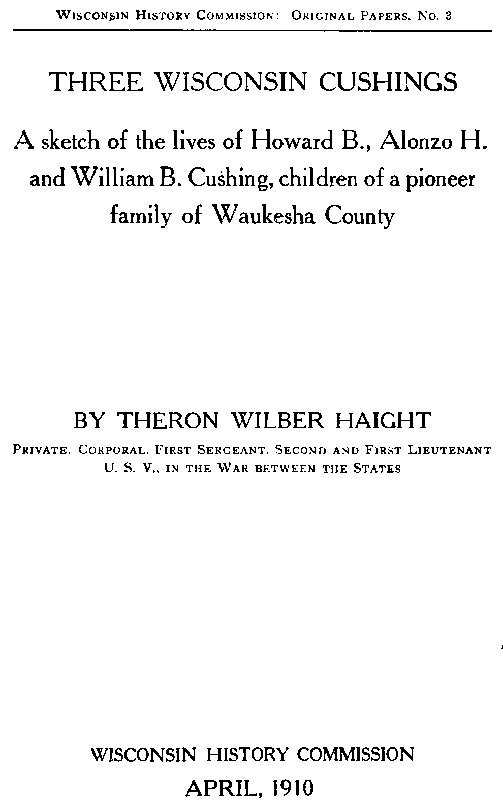 WISCONSIN HISTORY COMMISSION: ORIGINAL PAPERS, NO. 3
THREE WISCONSIN CUSHINGS
A sketch of the lives of Howard B., Alonzo H.
and William B. Cushing, children of a pioneer
family of Waukesha County
BY THERON WILBER HAIGHT
PRIVATE, CORPORAL, FIRST SERGEANT, SECOND AND FIRST LIEUTENANT
U. S. V., IN THE WAR BETWEEN THE STATES
WISCONSIN HISTORY COMMISSION
APRIL, 1910